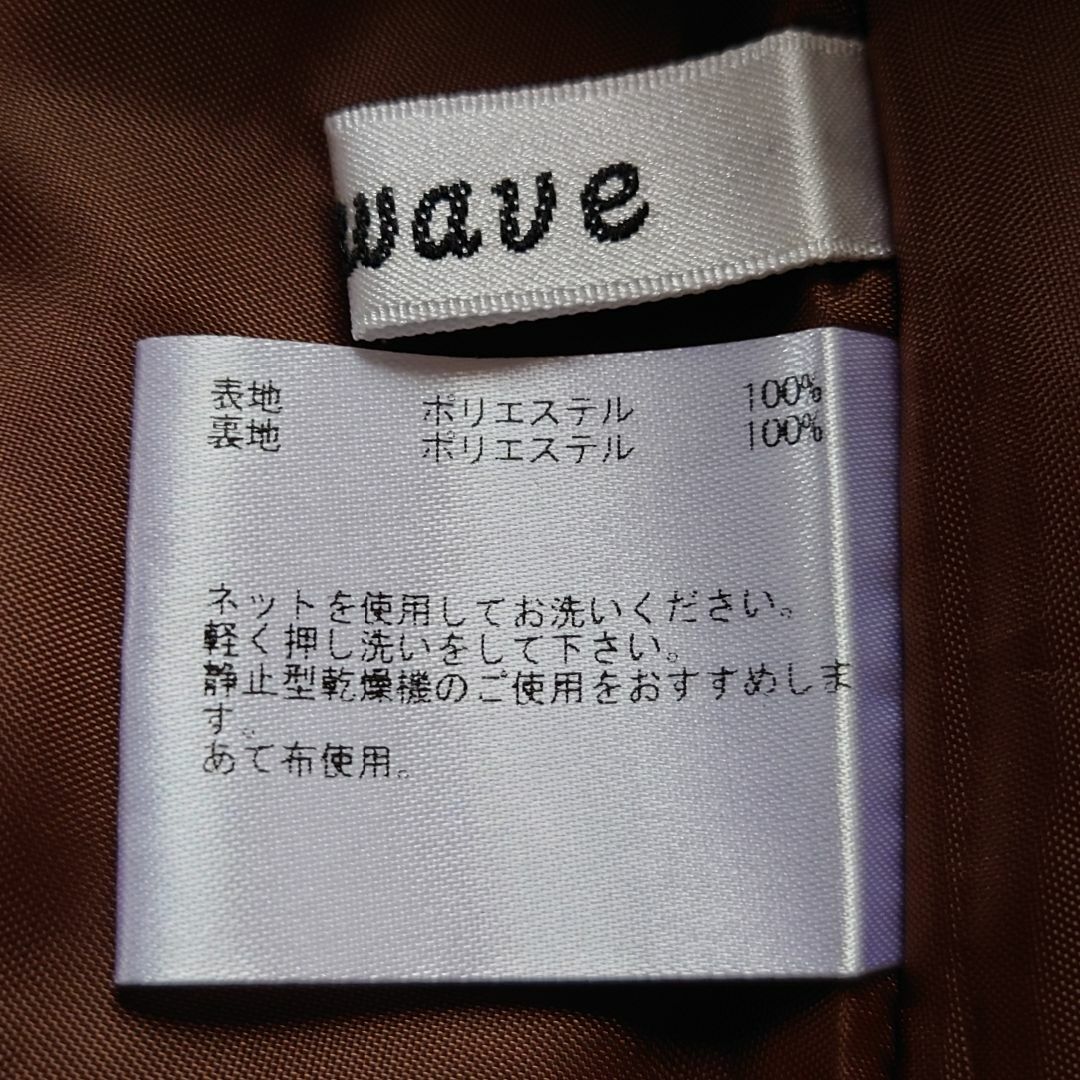 wave
表地 ポリエステル 100%
裏地 ポリエステル 100%
ネットを使用してお洗いください。
軽く押し洗いをして下さい。
静止型乾燥機のご使用をおすすめしま
す。
あて布使用。